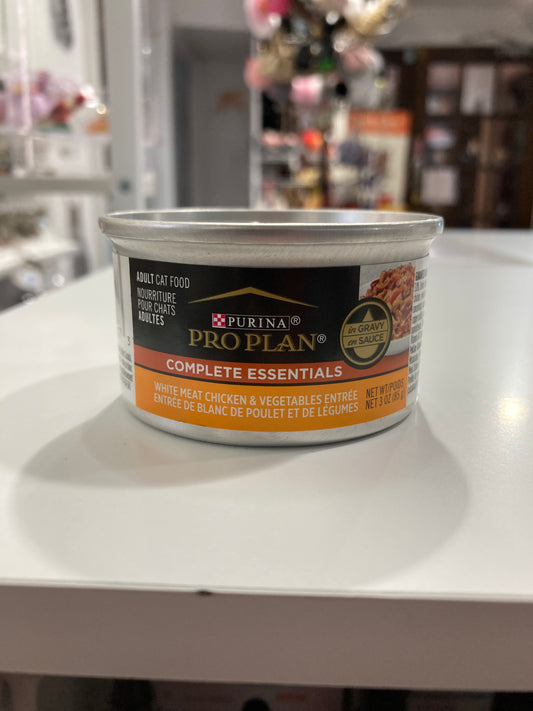 ADULT CAT FOOD
NOURRITURE
POUR CHATS
ADULTES
PURINA®
PRO PLAN®
in GRAVY
en SAUCE
COMPLETE ESSENTIALS
WHITE MEAT CHICKEN & VEGETABLES ENTRÉE
ENTRÉE DE BLANC DE POULET ET DE LÉGUMES
NET WT/POIDS
NET 3 OZ (85 g)